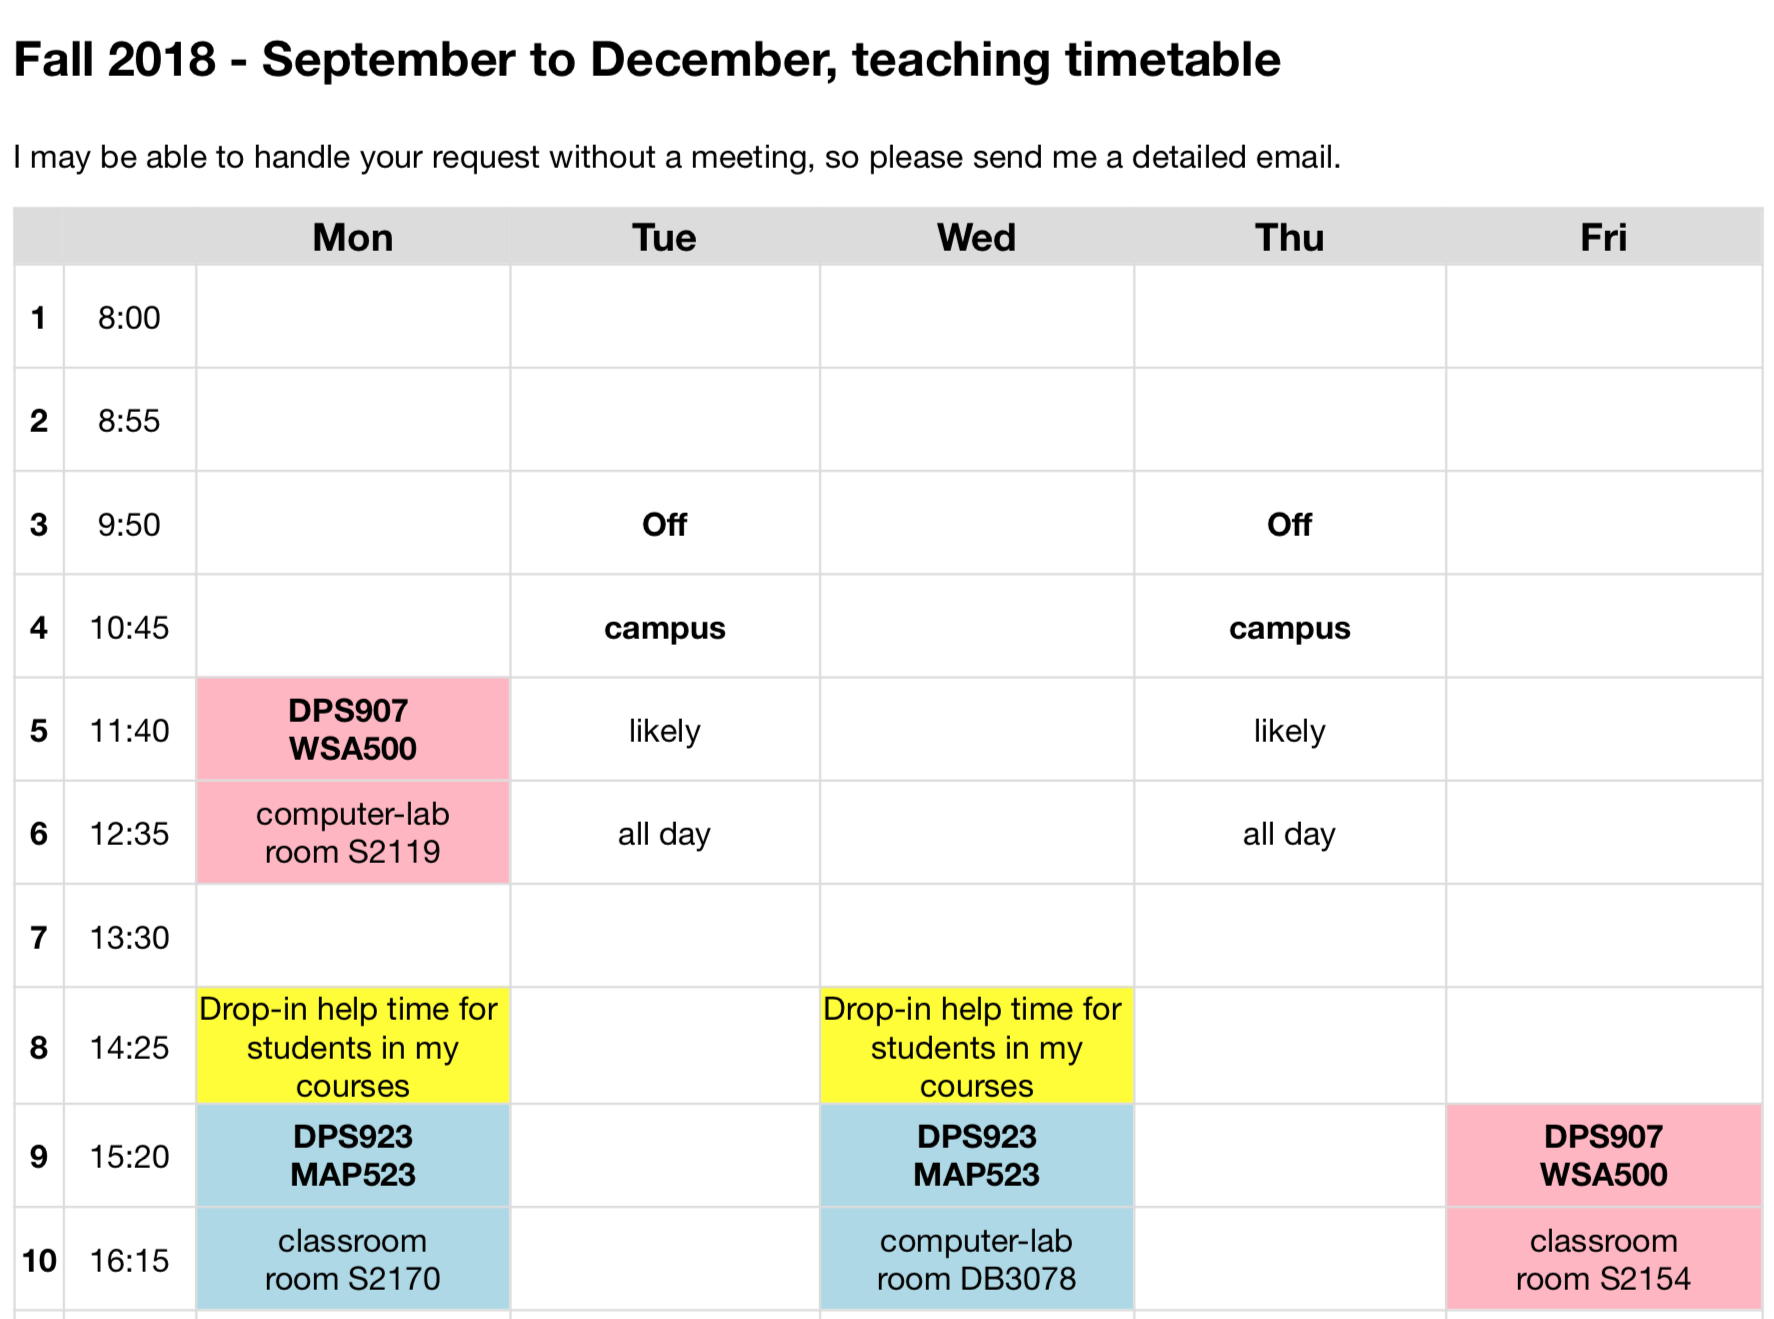 Fall 2018 - September to December, teaching timetable
I may be able to handle your request without a meeting, so please send me a detailed email.
Mon Tue Wed Thu Fri
1 8:00
2 8:55
3 9:50 Off Off
4 10:45 campus campus
5 11:40 DPS907 likely likely
WSA500
6 12:35 computer-lab all day all day
room S2119
7 13:30
8 14:25 Drop-in help time for Drop-in help time for
students in my students in my
courses courses
9 15:20 DPS923 DPS923 DPS907
MAP523 MAP523 WSA500
10 16:15 classroom computer-lab classroom
room S2170 room DB3078 room S2154